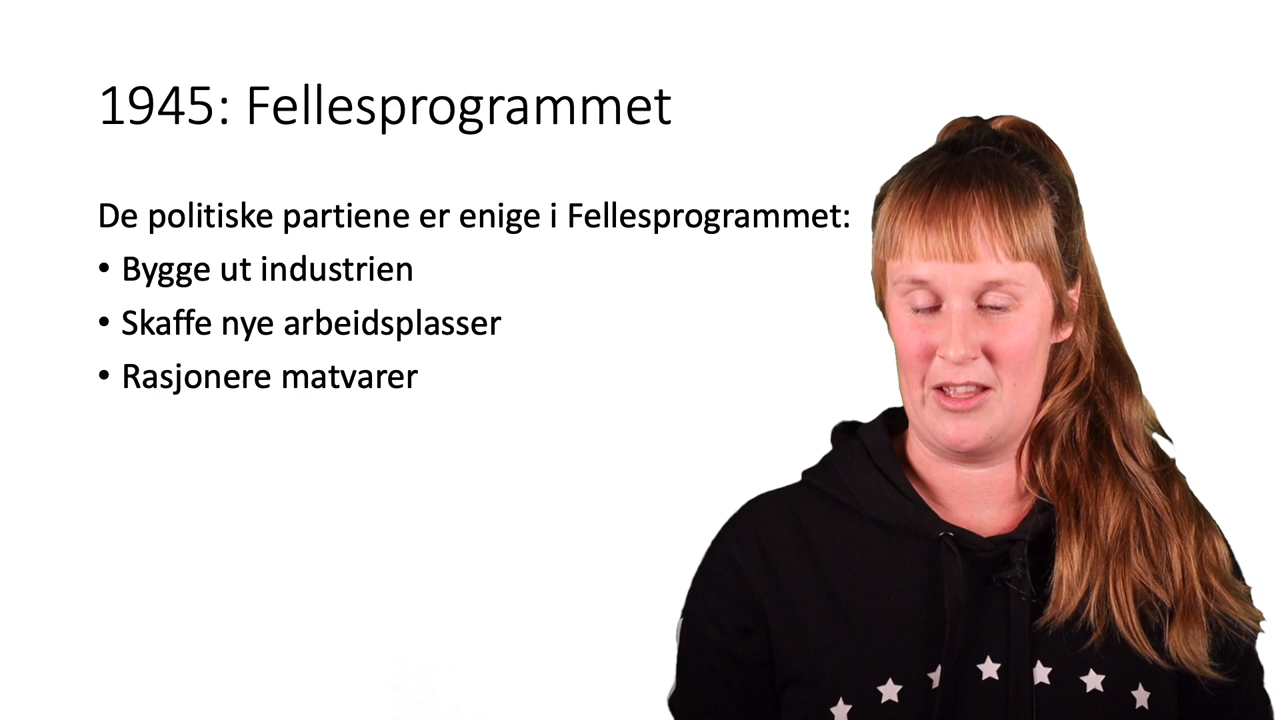 1945: Fellesprogrammet
De politiske partiene er enige i Fellesprogrammet:
• Bygge ut industrien
• Skaffe nye arbeidsplasser
• Rasjonere matvarer